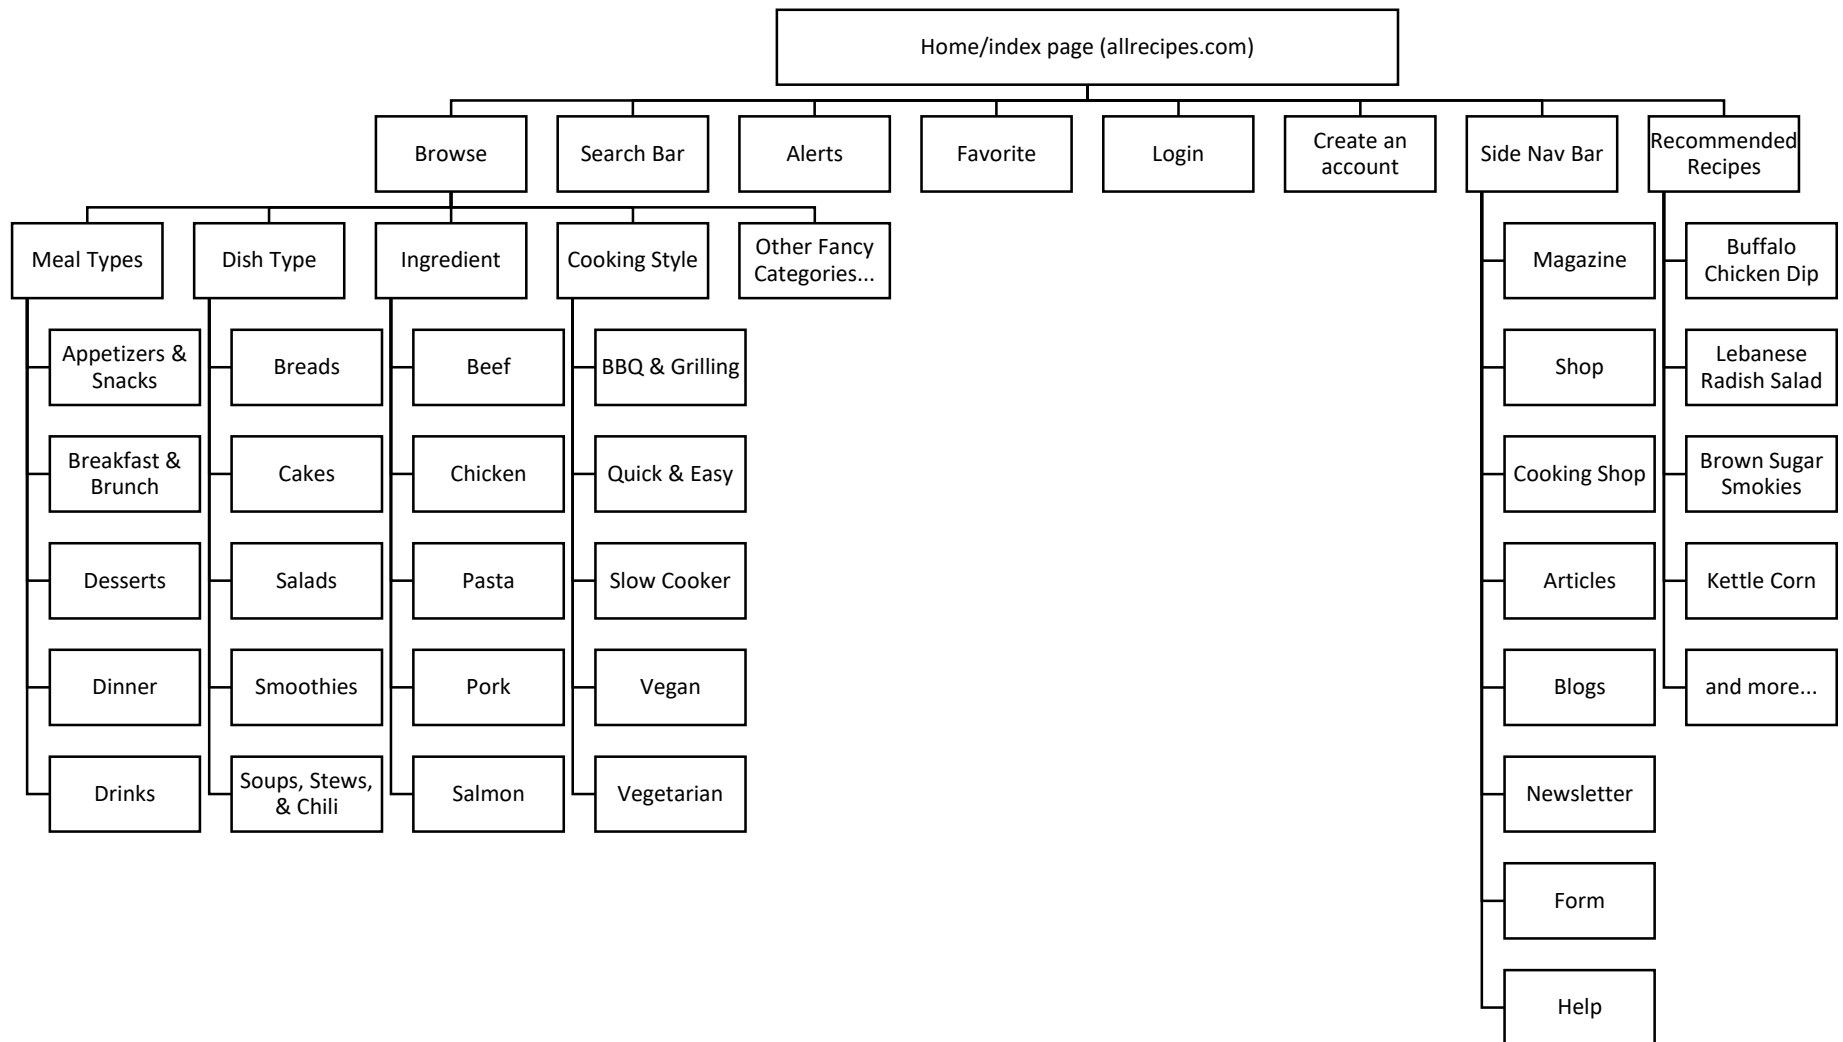 Home/index page (allrecipes.com)
Browse
Search Bar
Alerts
Favorite
Login
Create an
account
Side Nav Bar
Recommended
Recipes
Meal Types
Dish Type
Ingredient
Cooking Style
Other Fancy
Categories...
Appetizers &
Snacks
Breakfast &
Brunch
Desserts
Dinner
Drinks
Breads
Cakes
Salads
Smoothies
Soups, Stews,
& Chili
Beef
Chicken
Pasta
Pork
Salmon
BBQ & Grilling
Quick & Easy
Slow Cooker
Vegan
Vegetarian
Magazine
Shop
Cooking Shop
Articles
Blogs
Newsletter
Form
Help
Buffalo
Chicken Dip
Lebanese
Radish Salad
Brown Sugar
Smokies
Kettle Corn
and more...